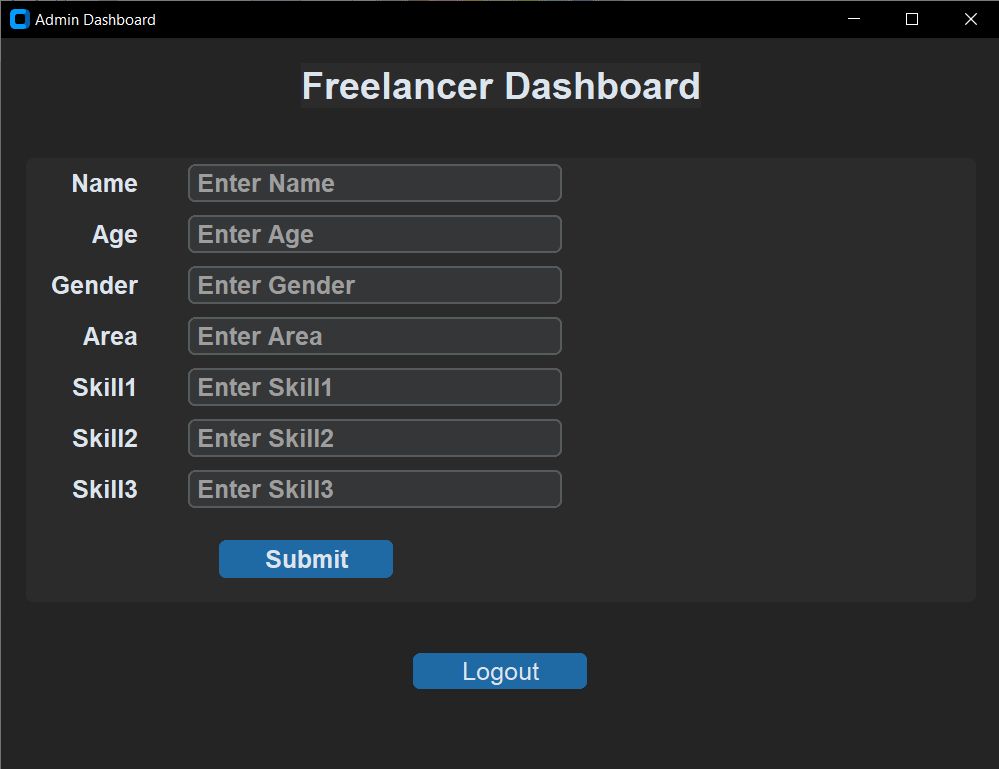 Admin Dashboard
Freelancer Dashboard
Name Enter Name
Age Enter Age
Gender Enter Gender
Area Enter Area
Skill1 Enter Skill1
Skill2 Enter Skill2
Skill3 Enter Skill3
Submit
Logout